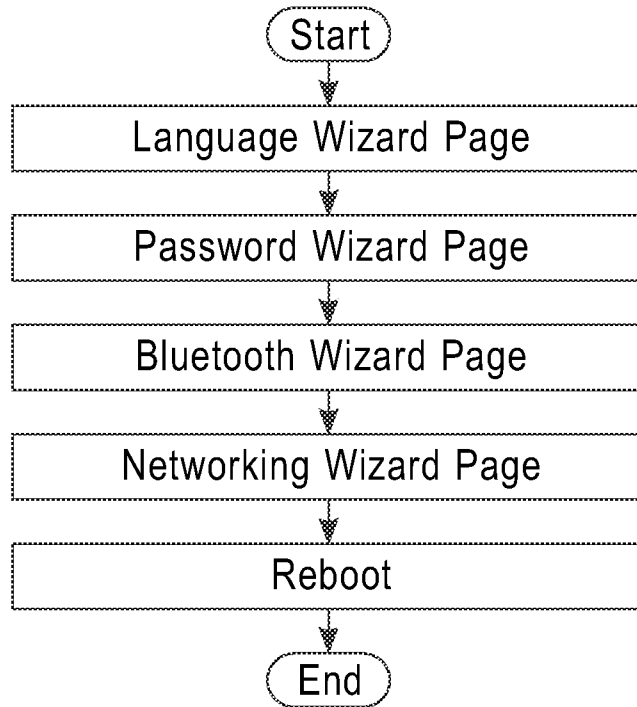 Start
Language Wizard Page
Password Wizard Page
Bluetooth Wizard Page
Networking Wizard Page
Reboot
End